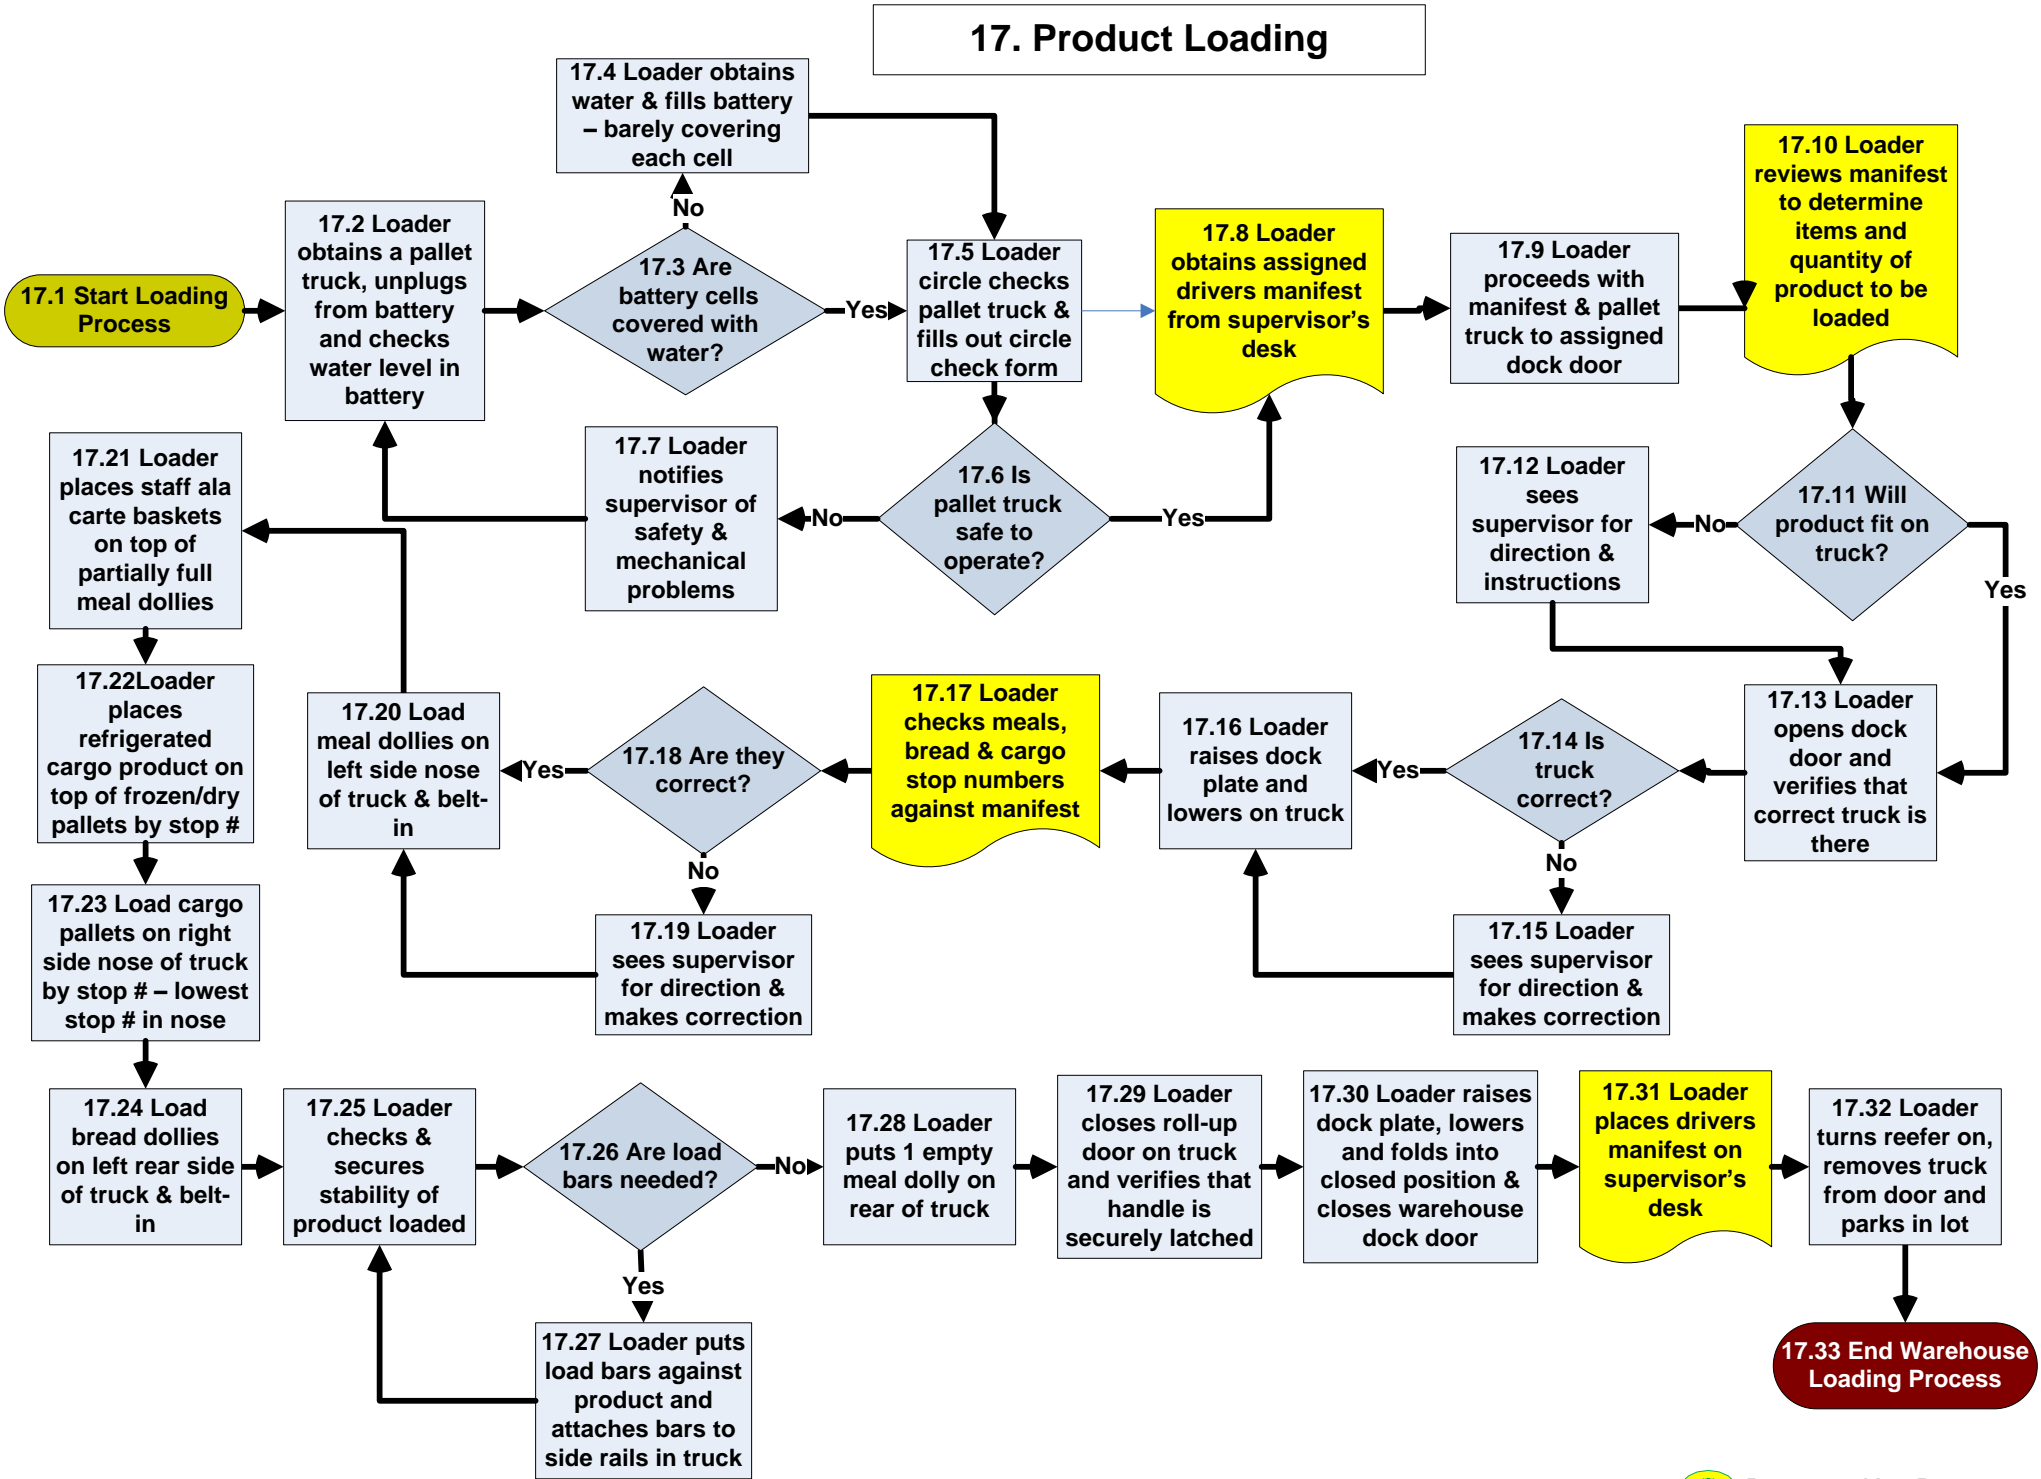 17. Product Loading
17.1 Start Loading
Process
17.2 Loader
obtains a pallet
truck, unplugs
from battery
and checks
water level in
battery
17.3 Are
battery cells
covered with
water?
No
Yes
17.4 Loader obtains
water & fills battery
– barely covering
each cell
17.5 Loader
circle checks
pallet truck &
fills out circle
check form
17.6 Is
pallet truck
safe to
operate?
No
Yes
17.7 Loader
notifies
supervisor of
safety &
mechanical
problems
17.8 Loader
obtains assigned
drivers manifest
from supervisor’s
desk
17.9 Loader
proceeds with
manifest & pallet
truck to assigned
dock door
17.10 Loader
reviews manifest
to determine
items and
quantity of
product to be
loaded
17.11 Will
product fit on
truck?
No
Yes
17.12 Loader
sees
supervisor for
direction &
instructions
17.13 Loader
opens dock
door and
verifies that
correct truck is
there
17.14 Is
truck
correct?
Yes
No
17.15 Loader
sees supervisor
for direction &
makes correction
17.16 Loader
raises dock
plate and
lowers on truck
17.17 Loader
checks meals,
bread & cargo
stop numbers
against manifest
17.18 Are they
correct?
Yes
No
17.19 Loader
sees supervisor
for direction &
makes correction
17.20 Load
meal dollies on
left side nose
of truck & belt-
in
17.21 Loader
places staff ala
carte baskets
on top of
partially full
meal dollies
17.22Loader
places
refrigerated
cargo product on
top of frozen/dry
pallets by stop #
17.23 Load cargo
pallets on right
side nose of truck
by stop # – lowest
stop # in nose
17.24 Load
bread dollies
on left rear side
of truck & belt-
in
17.25 Loader
checks &
secures
stability of
product loaded
17.26 Are load
bars needed?
No
Yes
17.27 Loader puts
load bars against
product and
attaches bars to
side rails in truck
17.28 Loader
puts 1 empty
meal dolly on
rear of truck
17.29 Loader
closes roll-up
door on truck
and verifies that
handle is
securely latched
17.30 Loader raises
dock plate, lowers
and folds into
closed position &
closes warehouse
dock door
17.31 Loader
places drivers
manifest on
supervisor’s
desk
17.32 Loader
turns reefer on,
removes truck
from door and
parks in lot
17.33 End Warehouse
Loading Process